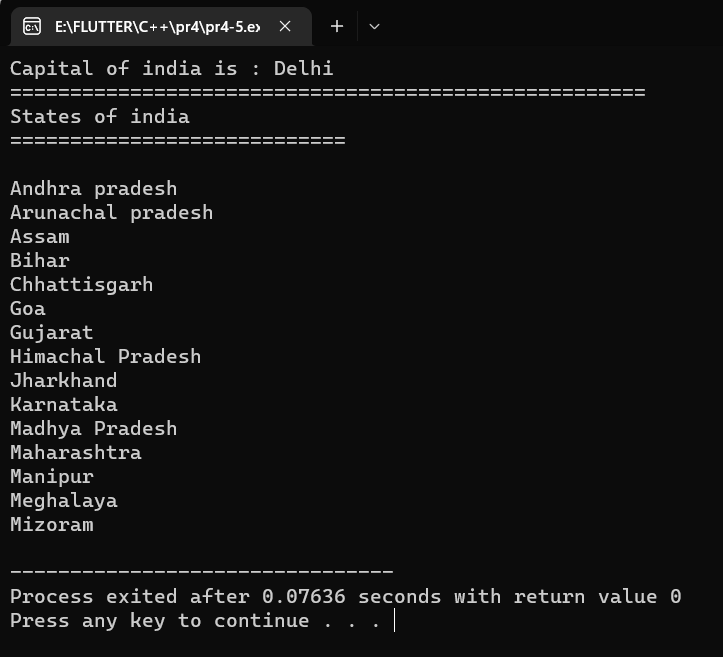 E:\FLUTTER\C++\pr4\pr4-5.ex
Capital of india is : Delhi
=====================================================
States of india
============================
Andhra pradesh
Arunachal pradesh
Assam
Bihar
Chhattisgarh
Goa
Gujarat
Himachal Pradesh
Jharkhand
Karnataka
Madhya Pradesh
Maharashtra
Manipur
Meghalaya
Mizoram
--------------------------------
Process exited after 0.07636 seconds with return value 0
Press any key to continue . . .